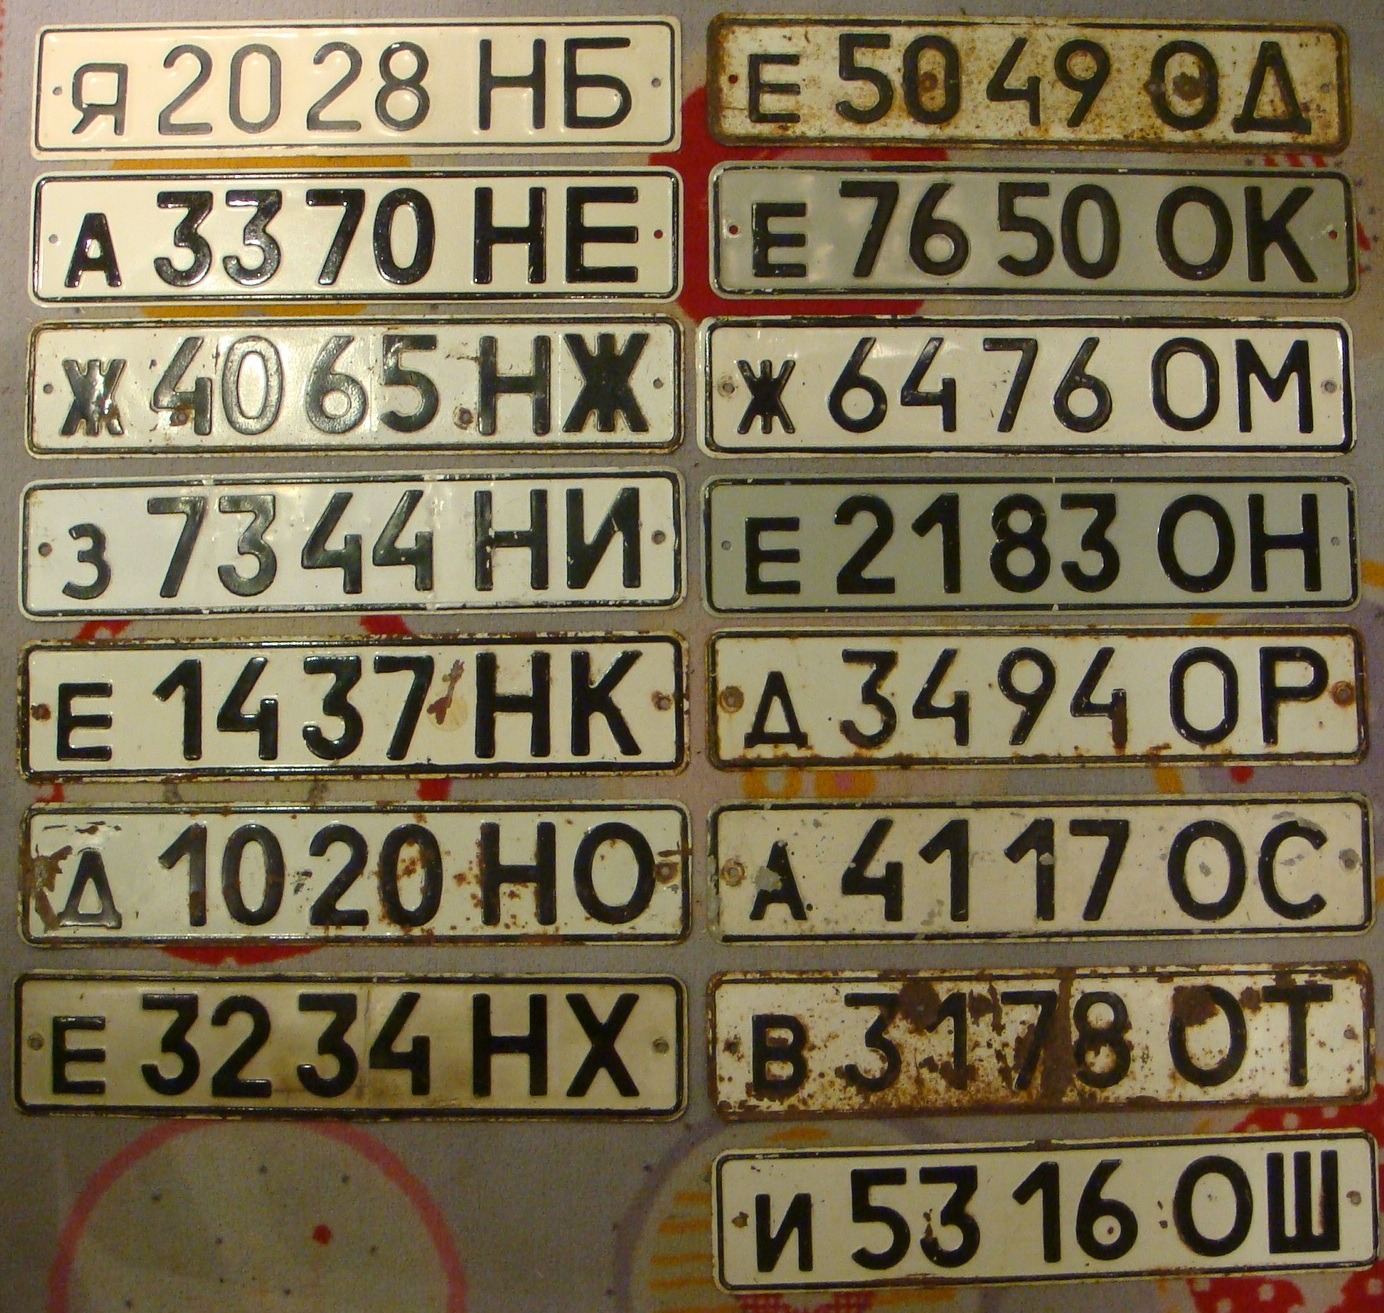 Я 2028 НБ
А 3370 НЕ
Ж 4065 НЖ
З 7344 НИ
Е 1437 НК
Д 1020 НО
Е 3234 НХ
Е 5049 ОД
Е 7650 ОК
Ж 6476 ОМ
Е 2183 ОН
Д 3494 ОР
А 4117 ОС
В 3178 ОТ
И 5316 ОШ